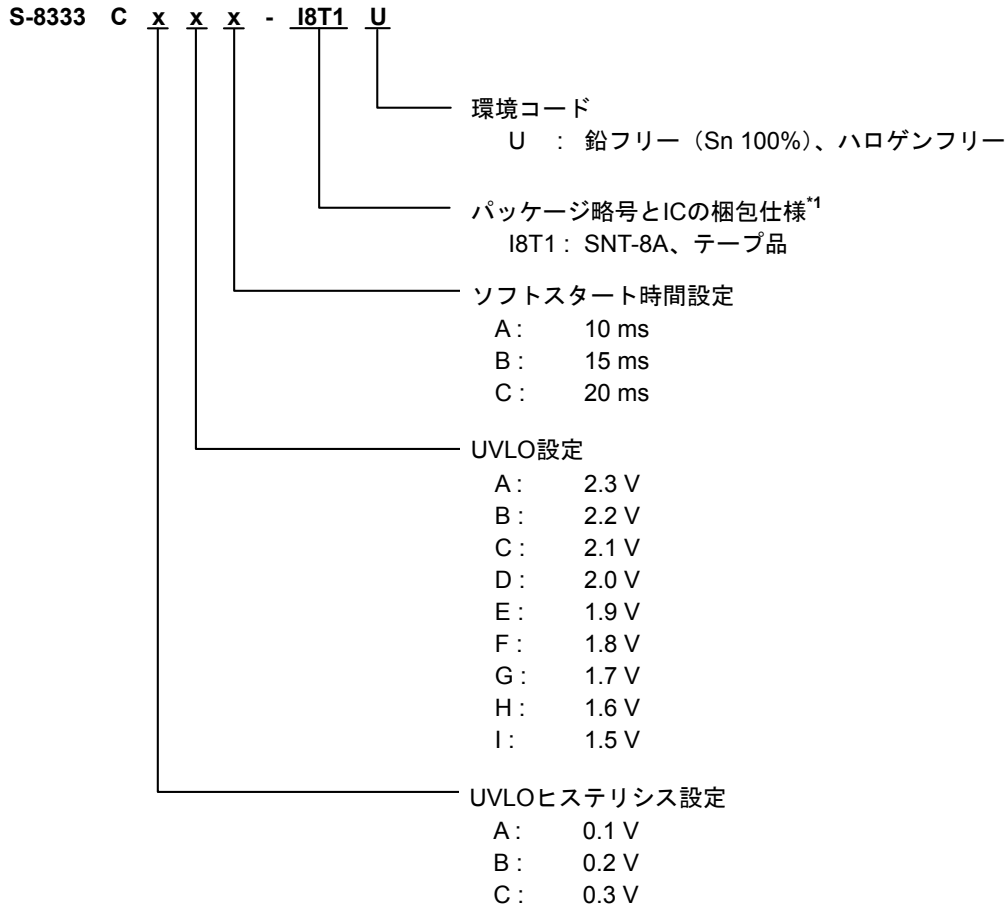 S-8333 C x x x - I8T1 U
環境コード
U : 鉛フリー（Sn 100%）、ハロゲンフリー
パッケージ略号とICの梱包仕様*1
I8T1 : SNT-8A、テープ品
ソフトスタート時間設定
A : 10 ms
B : 15 ms
C : 20 ms
UVLO設定
A : 2.3 V
B : 2.2 V
C : 2.1 V
D : 2.0 V
E : 1.9 V
F : 1.8 V
G : 1.7 V
H : 1.6 V
I : 1.5 V
UVLOヒステリシス設定
A : 0.1 V
B : 0.2 V
C : 0.3 V